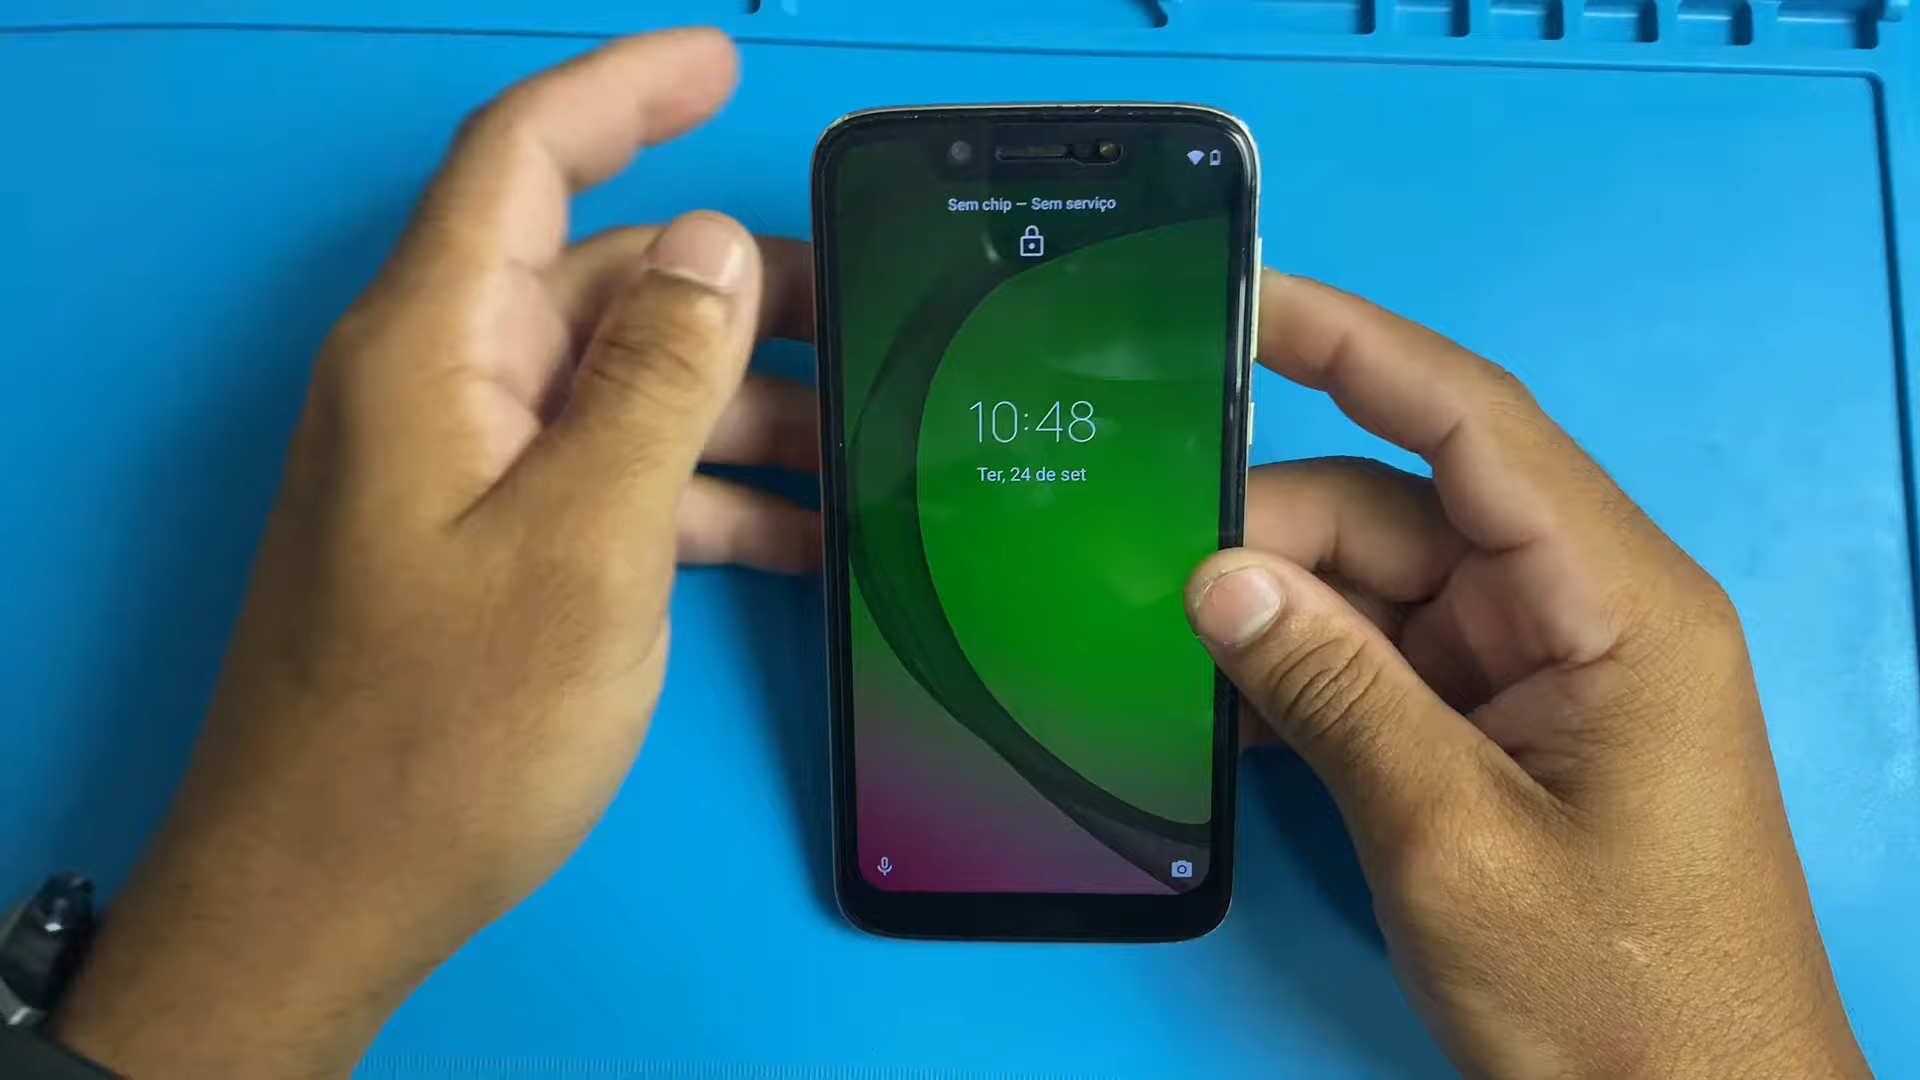 Sem chip — Sem serviço
10:48
Ter, 24 de set